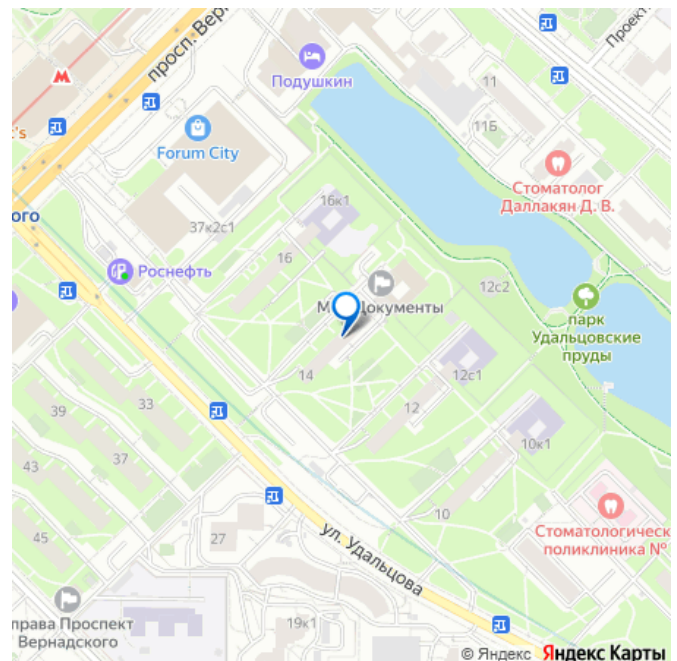 просп. Верн
Проект
Подушкин
11
11Б
Forum City
Стоматолог
Даллакян Д. В.
ого
16к1
37к2с1
16
Роснефть
М Документы
12с2
парк
Удальцовские
пруды
14
12с1
39
33
12
10к1
43
37
10
45
27
Стоматологическ
поликлиника №
ул. Удальцова
права Проспект
Вернадского
19к1
© Яндекс Яндекс Карты